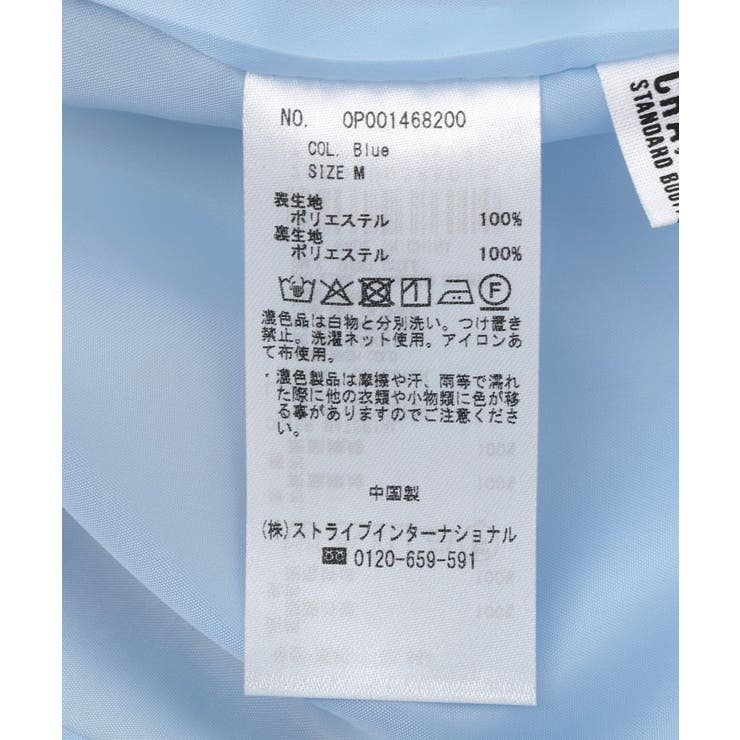 NO. OP001468200
COL. Blue
SIZE M
表生地
ポリエステル 100%
裏生地
ポリエステル 100%
濃色品は白物と分別洗い。つけ置き
禁止。洗濯ネット使用。アイロンあ
て布使用。
・濃色製品は摩擦や汗、雨等で濡れ
た際に他の衣類や小物類に色が移
る事がありますのでご注意くださ
い。
中国製
(株)ストライプインターナショナル
0120-659-591
STANDARD